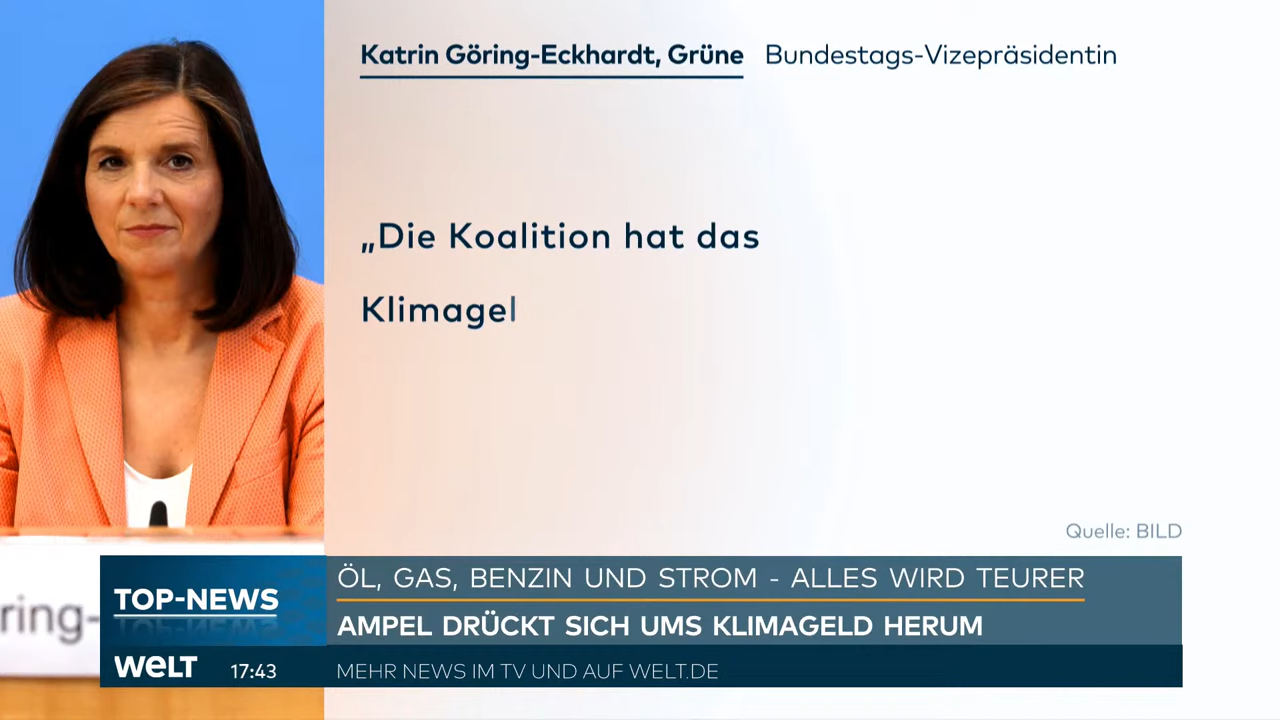 Katrin Göring-Eckhardt, Grüne Bundestags-Vizepräsidentin
„Die Koalition hat das
Klimagel
Quelle: BILD
ring-
TOP-NEWS
ÖL, GAS, BENZIN UND STROM - ALLES WIRD TEURER
AMPEL DRÜCKT SICH UMS KLIMAGELD HERUM
WELT 17:43 MEHR NEWS IM TV UND AUF WELT.DE